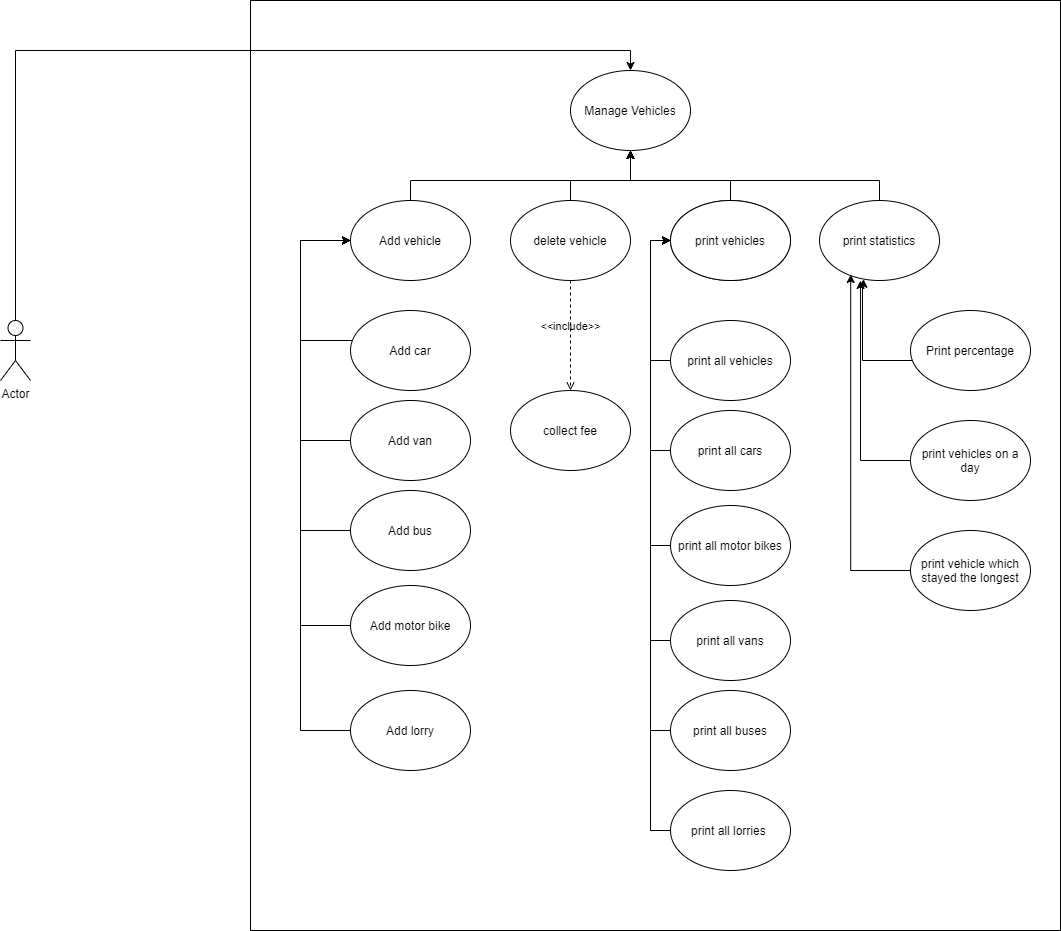 Manage Vehicles
Add vehicle
delete vehicle
print vehicles
print statistics
<<include>>
Actor
Add car
Add van
Add bus
Add motor bike
Add lorry
collect fee
print all vehicles
print all cars
print all motor bikes
print all vans
print all buses
print all lorries
Print percentage
print vehicles on a
day
print vehicle which
stayed the longest